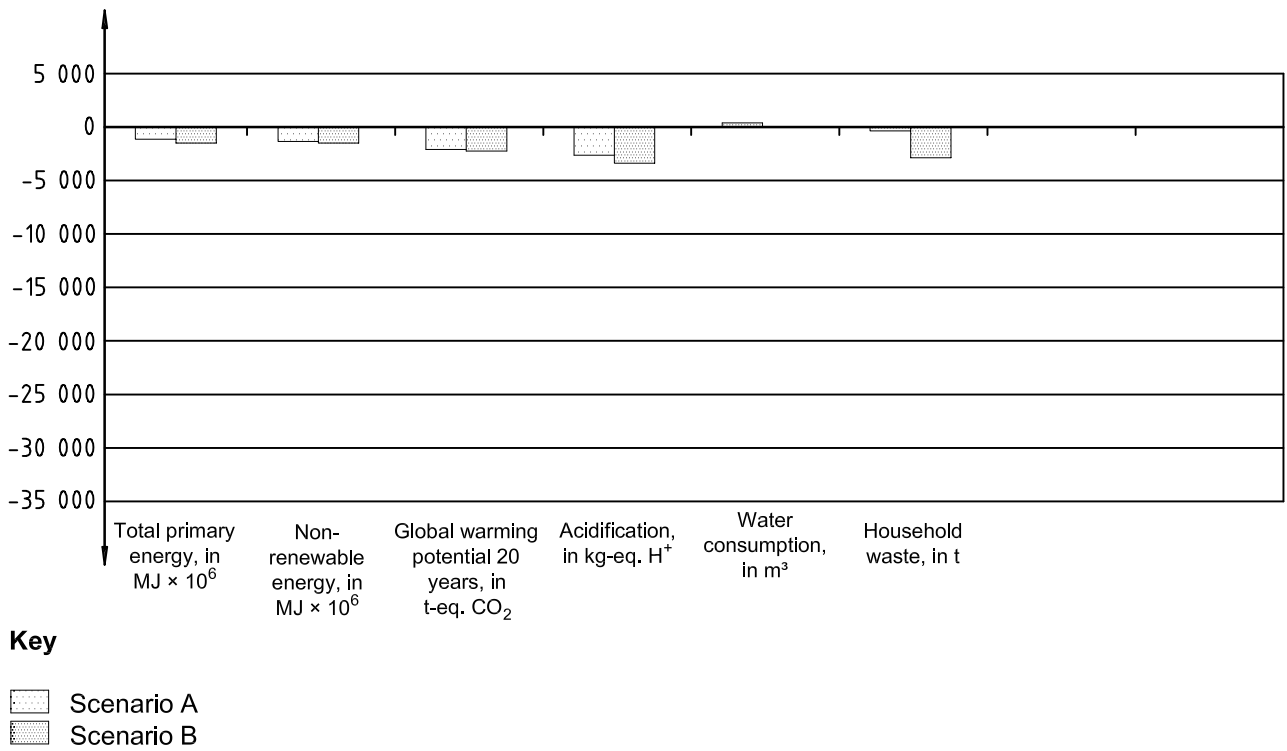 5 000
0
-5 000
-10 000
-15 000
-20 000
-25 000
-30 000
-35 000
Total primary
energy, in
MJ × 10⁶
Non-
renewable
energy, in
MJ × 10⁶
Global warming
potential 20
years, in
t-eq. CO₂
Acidification,
in kg-eq. H⁺
Water
consumption,
in m³
Household
waste, in t
Key
Scenario A
Scenario B